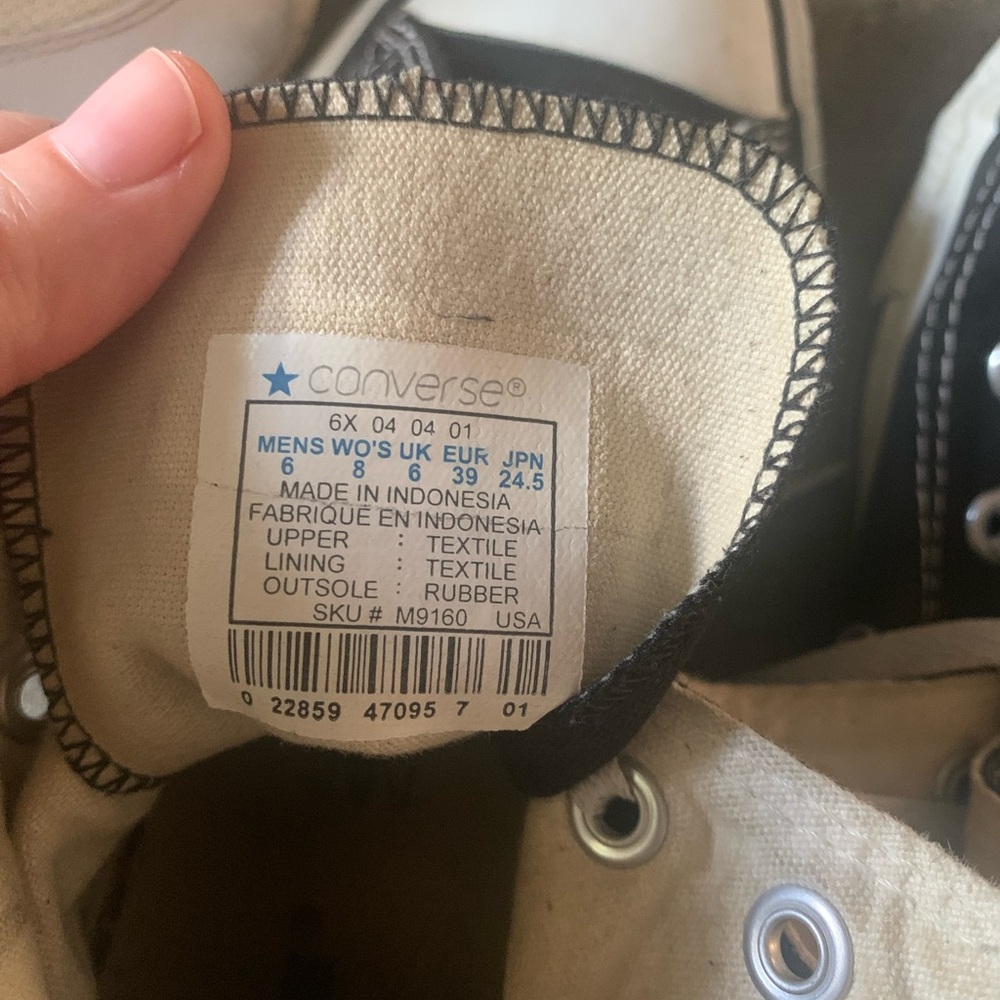 ★ converse®
6X 04 04 01
MENS WO'S UK EUR JPN
6 8 6 39 24.5
MADE IN INDONESIA
FABRIQUE EN INDONESIA
UPPER : TEXTILE
LINING : TEXTILE
OUTSOLE : RUBBER
SKU # M9160 USA
0 22859 47095 7 01